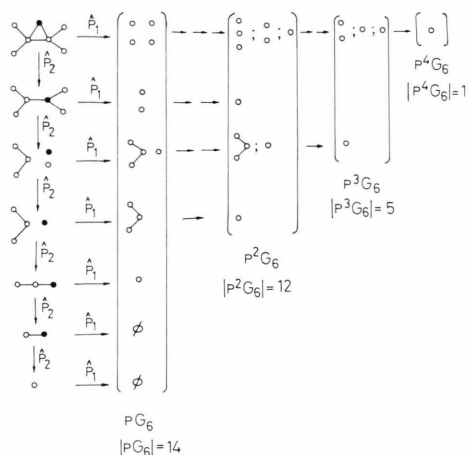 P̂₁
P̂₂
P̂₁
P̂₂
P̂₁
P̂₂
P̂₁
P̂₂
P̂₁
P̂₂
P̂₁ ∅
P̂₂
P̂₁ ∅
; ;
;
; ;
P⁴G₆
|P⁴G₆|=1
P³G₆
|P³G₆|=5
P²G₆
|P²G₆|=12
PG₆
|PG₆|=14